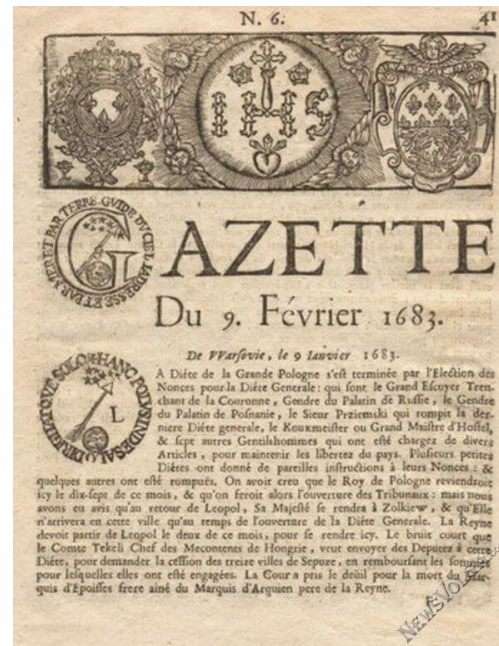 N. 6. 41
IHS
GAZETTE
GUIDE DU CIEL IADRESSE ET PAR MER ET PAR TERRE
Du 9. Février 1683.
De VVarsovie, le 9 Ianvier 1683.
L
A Diéte de la Grande Pologne s'est terminée par l'Election des
Nonces pour la Diéte Generale: qui sont le Grand Escuyer Tren-
chant de la Couronne, Gendre du Palatin de Russie, le Gendre
du Palatin de Posnanie, le Sieur Prziemski qui rompit la der-
niere Diéte generale, le Kouxmeister ou Grand Maistre d'Hostel,
& sept autres Gentilshommes qui ont esté chargez de divers
Articles, pour maintenir les libertez du pays. Plusieurs petites
Diétes ont donné de pareilles instructions à leurs Nonces: &
quelques autres ont esté rompuës. On avoit creu que le Roy de Pologne reviendroit
icy le dix-sept de ce mois, & qu'on feroit alors l'ouverture des Tribunaux: mais nous
avons eu avis qu'au retour de Leopol, Sa Majesté se rendra à Zolkiew, & qu'Elle
n'arrivera en cette ville qu'au temps de l'ouverture de la Diéte Generale. La Reyne
devoit partir de Leopol le deux de ce mois, pour se rendre icy. Le bruit court que
le Comte Tekeli Chef des Mecontents de Hongrie, veut envoyer des Deputez à cette
Diéte, pour demander la cession des treize villes de Sepuze, en remboursant les sommes
pour lesquelles elles ont esté engagées. La Cour a pris le deüil pour la mort du Mar-
quis d'Epoisses frere aisné du Marquis d'Arquien pere de la Reyne.